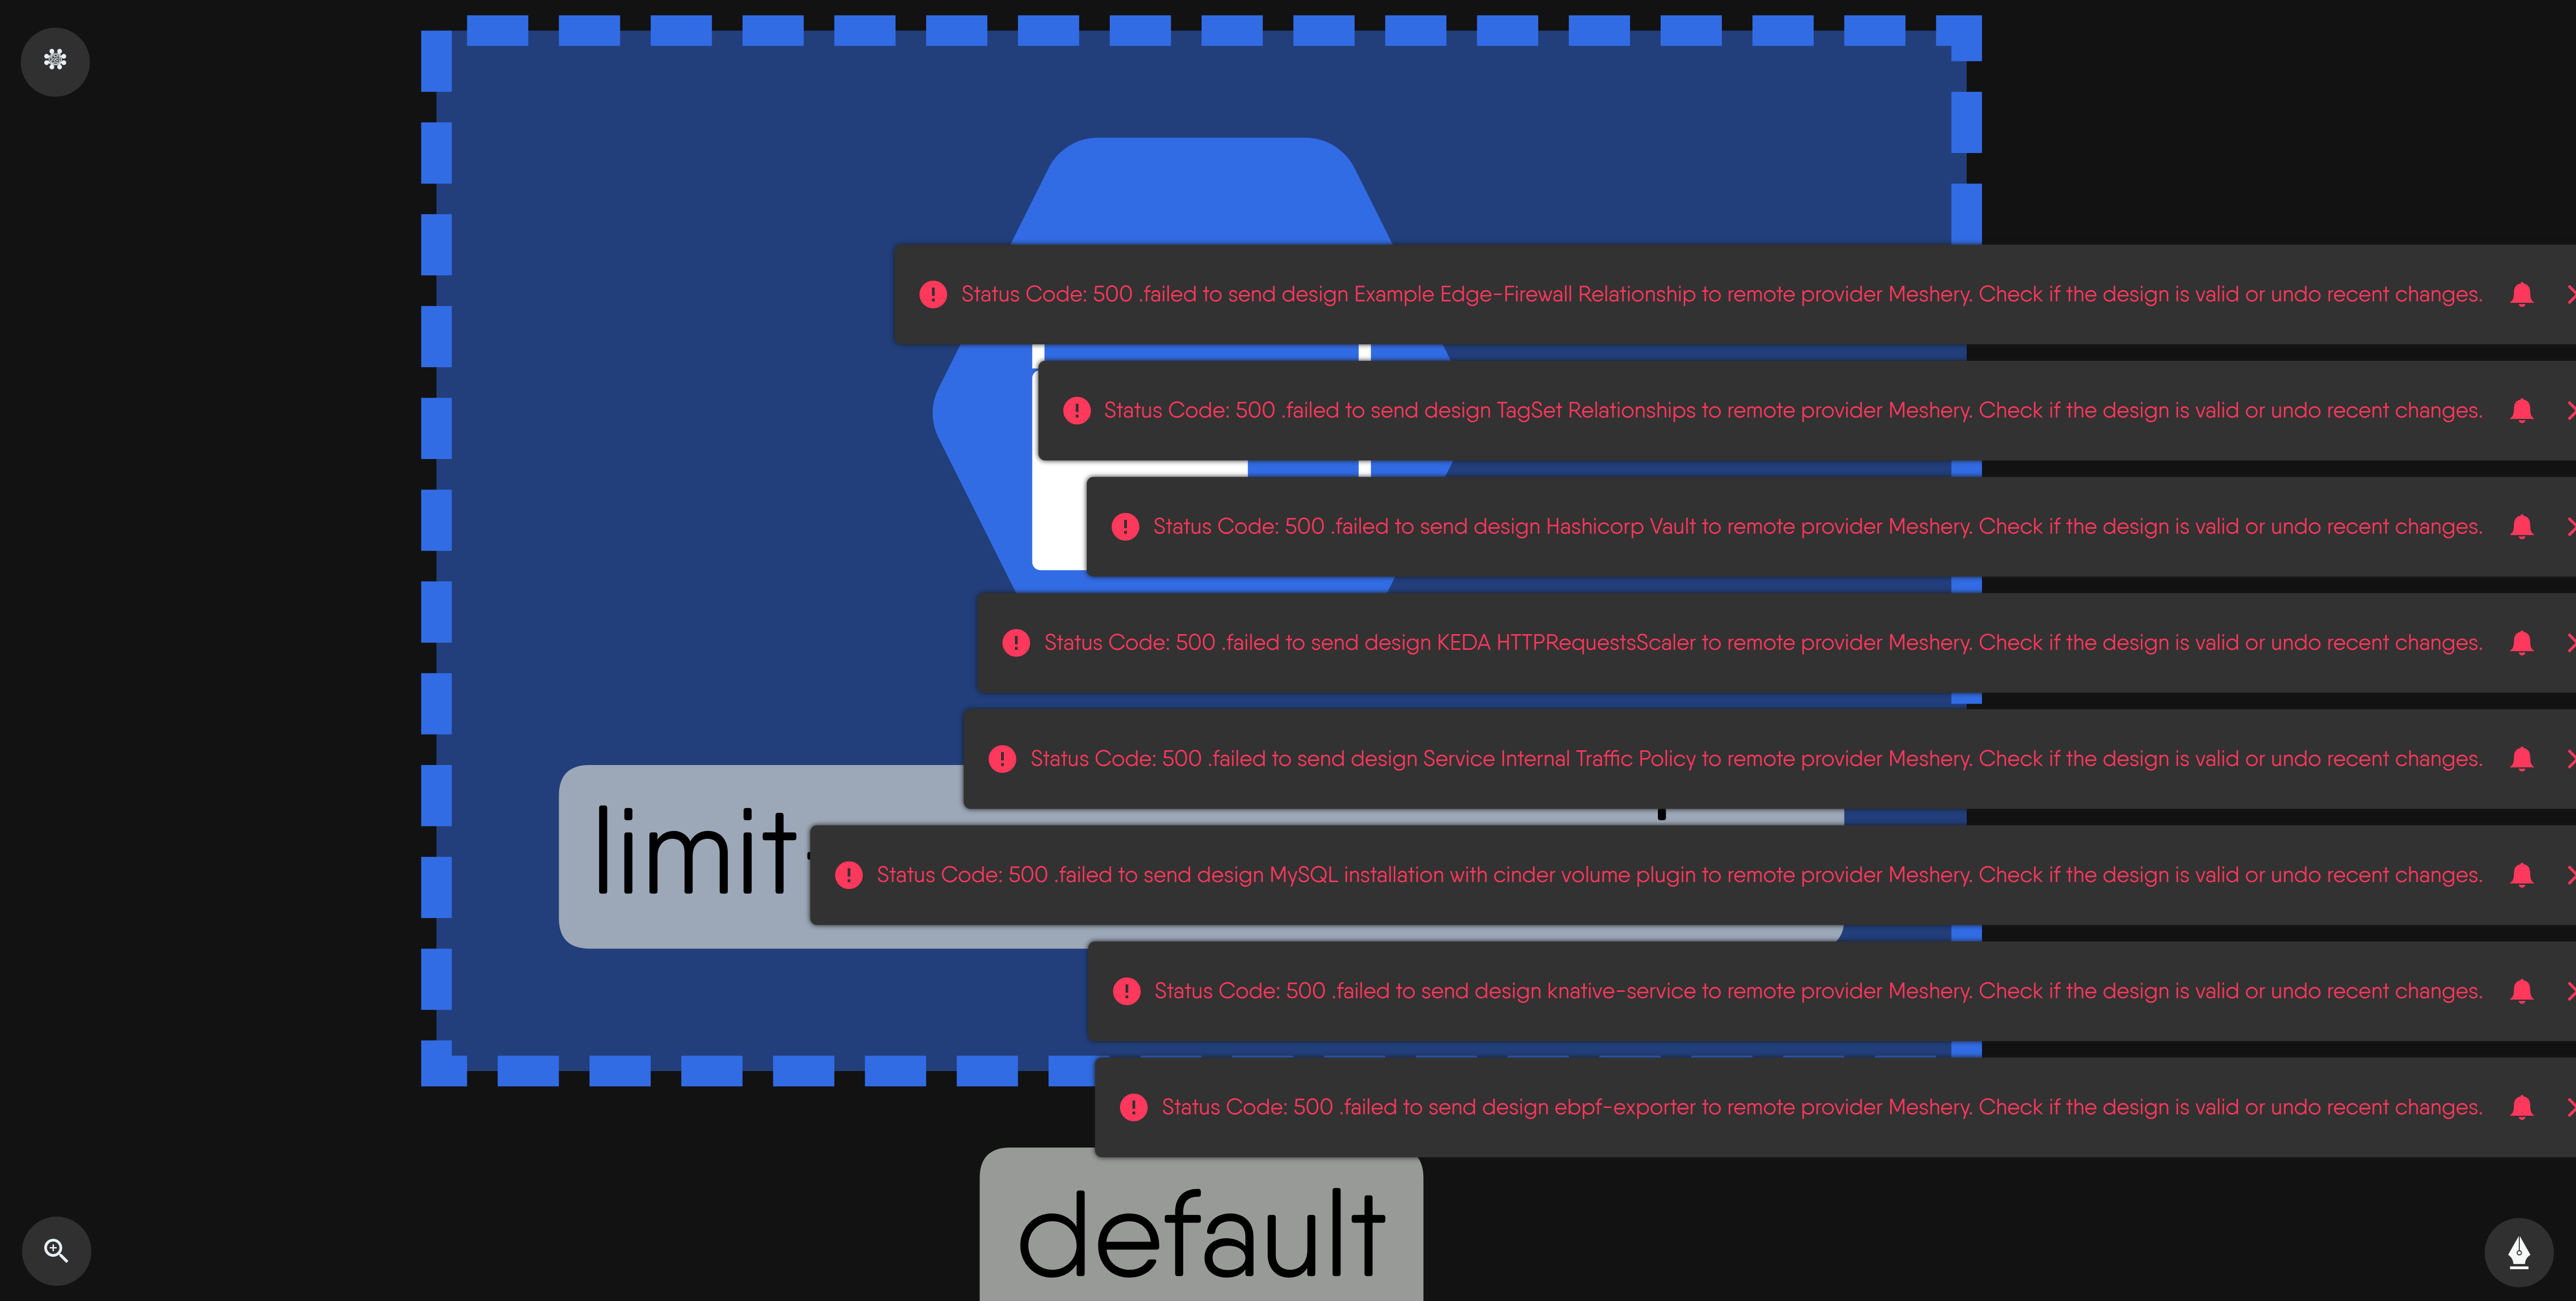 Status Code: 500 .failed to send design Example Edge-Firewall Relationship to remote provider Meshery. Check if the design is valid or undo recent changes.
Status Code: 500 .failed to send design TagSet Relationships to remote provider Meshery. Check if the design is valid or undo recent changes.
Status Code: 500 .failed to send design Hashicorp Vault to remote provider Meshery. Check if the design is valid or undo recent changes.
Status Code: 500 .failed to send design KEDA HTTPRequestsScaler to remote provider Meshery. Check if the design is valid or undo recent changes.
Status Code: 500 .failed to send design Service Internal Traffic Policy to remote provider Meshery. Check if the design is valid or undo recent changes.
limit-
Status Code: 500 .failed to send design MySQL installation with cinder volume plugin to remote provider Meshery. Check if the design is valid or undo recent changes.
Status Code: 500 .failed to send design knative-service to remote provider Meshery. Check if the design is valid or undo recent changes.
Status Code: 500 .failed to send design ebpf-exporter to remote provider Meshery. Check if the design is valid or undo recent changes.
default